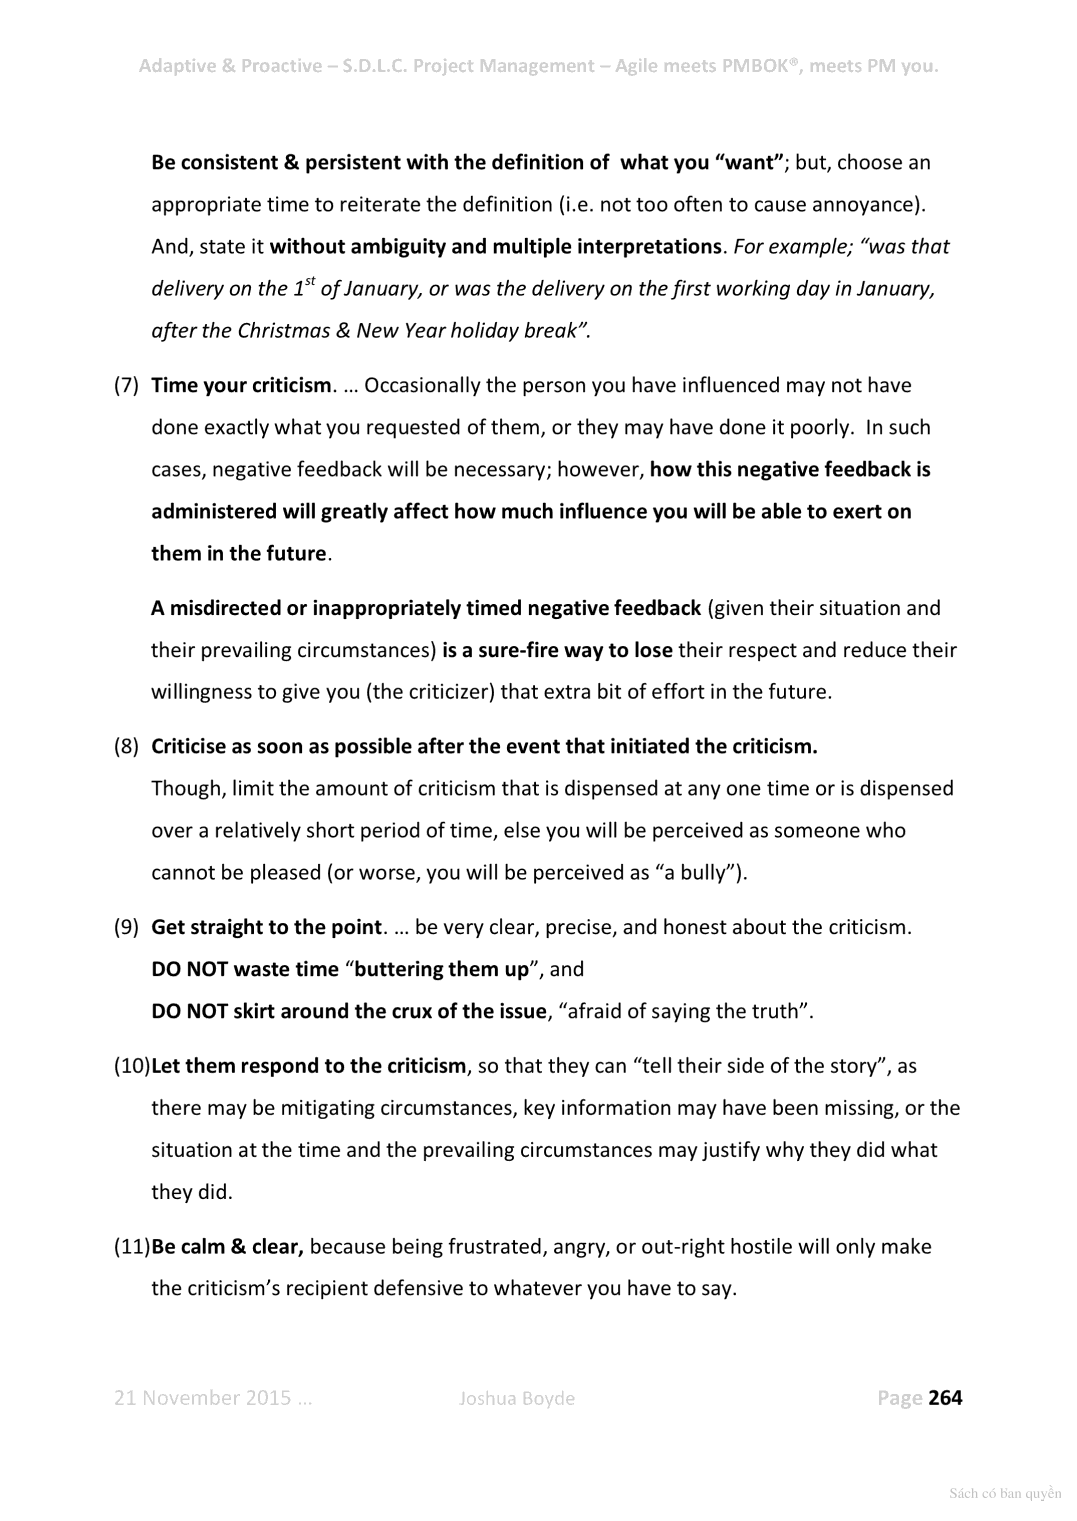 Adaptive & Proactive – S.D.L.C. Project Management – Agile meets PMBOK®, meets PM you.
Be consistent & persistent with the definition of  what you “want”; but, choose an
appropriate time to reiterate the definition (i.e. not too often to cause annoyance).
And, state it without ambiguity and multiple interpretations. For example; “was that
delivery on the 1st of January, or was the delivery on the first working day in January,
after the Christmas & New Year holiday break”.
(7) Time your criticism. … Occasionally the person you have influenced may not have
done exactly what you requested of them, or they may have done it poorly.  In such
cases, negative feedback will be necessary; however, how this negative feedback is
administered will greatly affect how much influence you will be able to exert on
them in the future.
A misdirected or inappropriately timed negative feedback (given their situation and
their prevailing circumstances) is a sure-fire way to lose their respect and reduce their
willingness to give you (the criticizer) that extra bit of effort in the future.
(8) Criticise as soon as possible after the event that initiated the criticism.
Though, limit the amount of criticism that is dispensed at any one time or is dispensed
over a relatively short period of time, else you will be perceived as someone who
cannot be pleased (or worse, you will be perceived as “a bully”).
(9) Get straight to the point. … be very clear, precise, and honest about the criticism.
DO NOT waste time “buttering them up”, and
DO NOT skirt around the crux of the issue, “afraid of saying the truth”.
(10)Let them respond to the criticism, so that they can “tell their side of the story”, as
there may be mitigating circumstances, key information may have been missing, or the
situation at the time and the prevailing circumstances may justify why they did what
they did.
(11)Be calm & clear, because being frustrated, angry, or out-right hostile will only make
the criticism’s recipient defensive to whatever you have to say.
21 November 2015 … Joshua Boyde Page 264
Sách có bản quyền